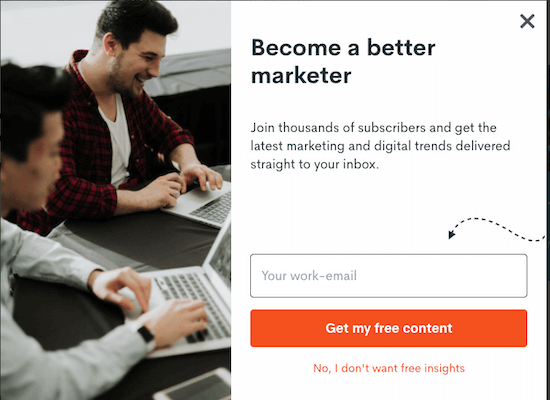 Become a better
marketer
Join thousands of subscribers and get the
latest marketing and digital trends delivered
straight to your inbox.
Your work-email
Get my free content
No, I don't want free insights